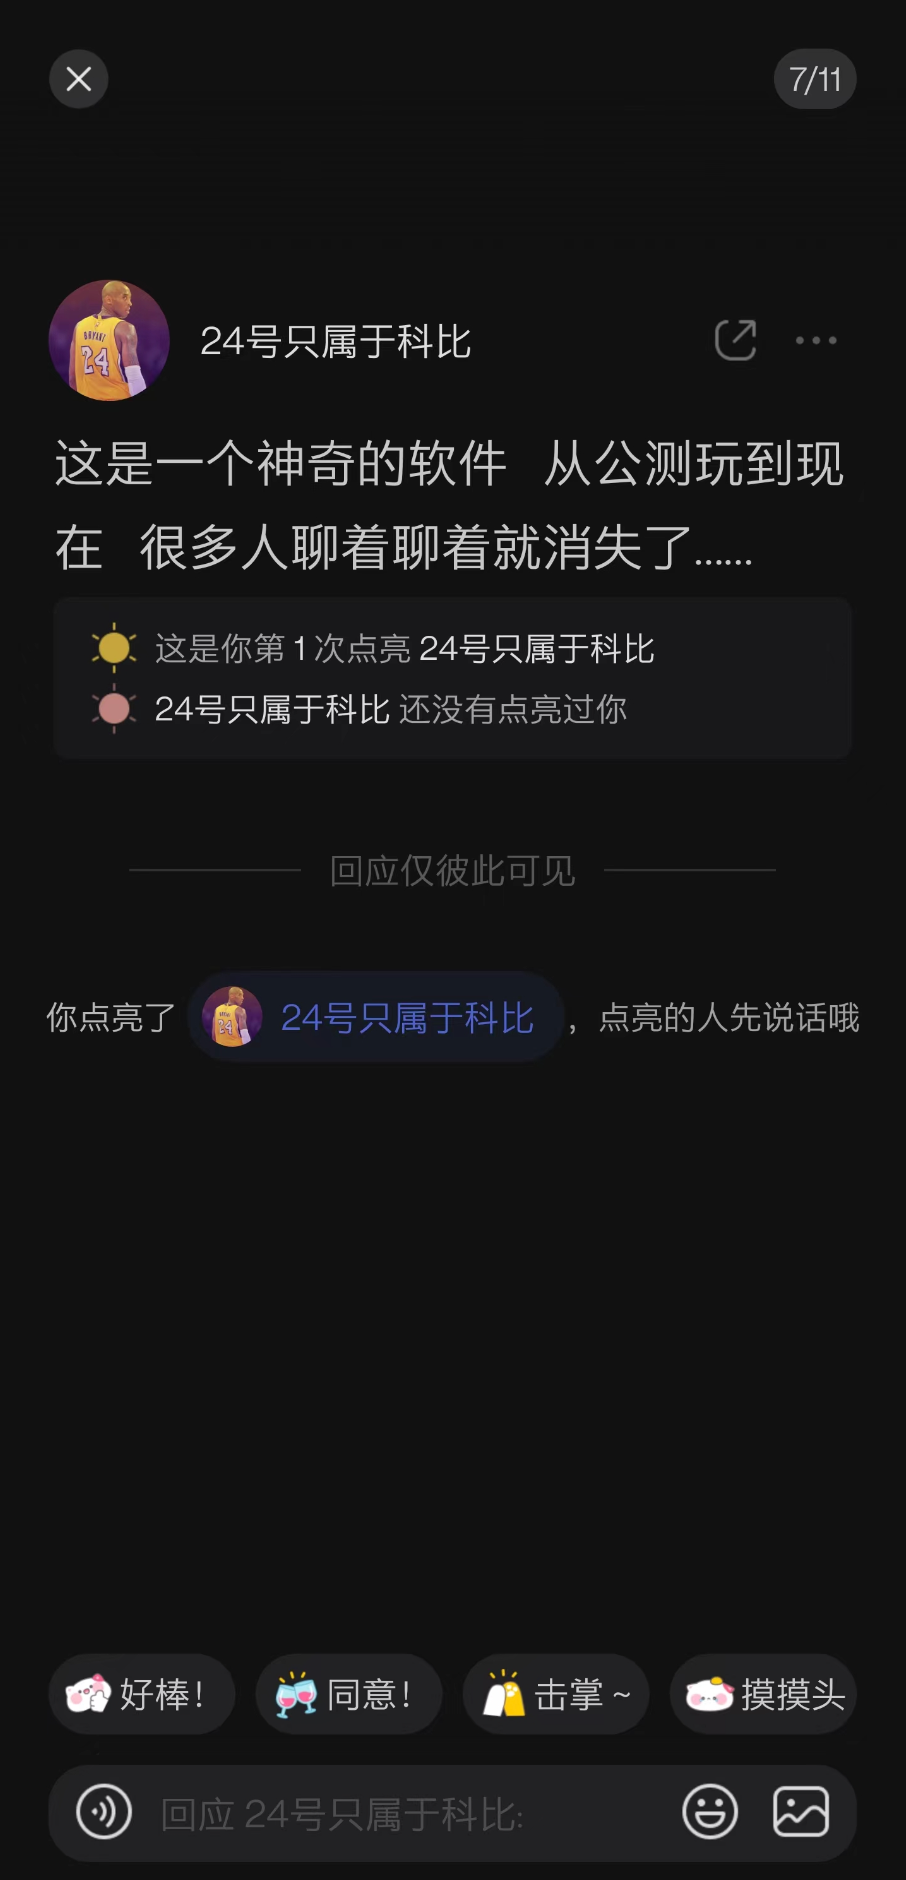 7/11
24号只属于科比
这是一个神奇的软件 从公测玩到现
在 很多人聊着聊着就消失了......
这是你第1次点亮 24号只属于科比
24号只属于科比 还没有点亮过你
回应仅彼此可见
你点亮了 24号只属于科比 ，点亮的人先说话哦
好棒！ 同意！ 击掌～ 摸摸头
回应 24号只属于科比: